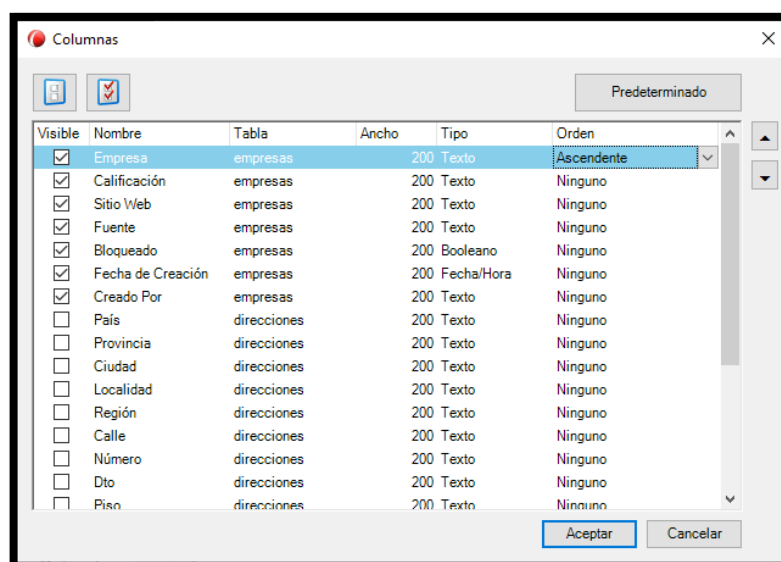 Columnas
Predeterminado
Visible Nombre Tabla Ancho Tipo Orden
Empresa empresas 200 Texto Ascendente
Calificación empresas 200 Texto Ninguno
Sitio Web empresas 200 Texto Ninguno
Fuente empresas 200 Texto Ninguno
Bloqueado empresas 200 Booleano Ninguno
Fecha de Creación empresas 200 Fecha/Hora Ninguno
Creado Por empresas 200 Texto Ninguno
País direcciones 200 Texto Ninguno
Provincia direcciones 200 Texto Ninguno
Ciudad direcciones 200 Texto Ninguno
Localidad direcciones 200 Texto Ninguno
Región direcciones 200 Texto Ninguno
Calle direcciones 200 Texto Ninguno
Número direcciones 200 Texto Ninguno
Dto direcciones 200 Texto Ninguno
Piso direcciones 200 Texto Ninguno
Aceptar Cancelar